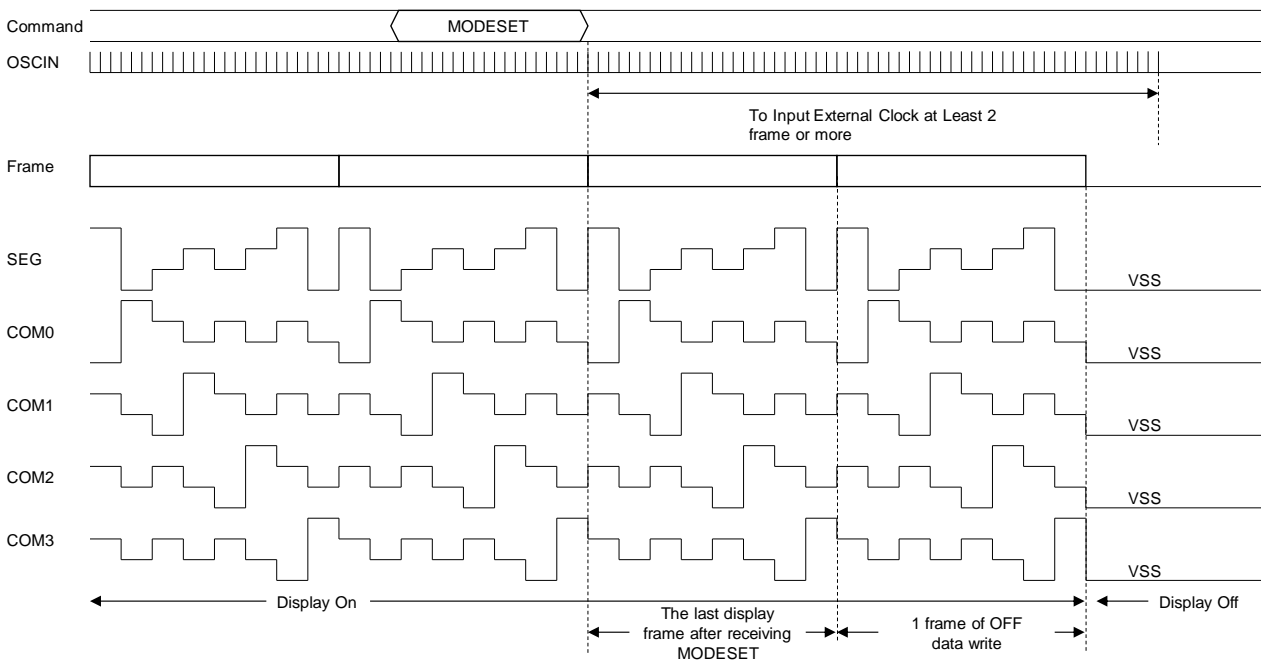 Command
MODESET
OSCIN
To Input External Clock at Least 2
frame or more
Frame
SEG
VSS
COM0
VSS
COM1
VSS
COM2
VSS
COM3
VSS
Display On
Display Off
The last display
frame after receiving
MODESET
1 frame of OFF
data write